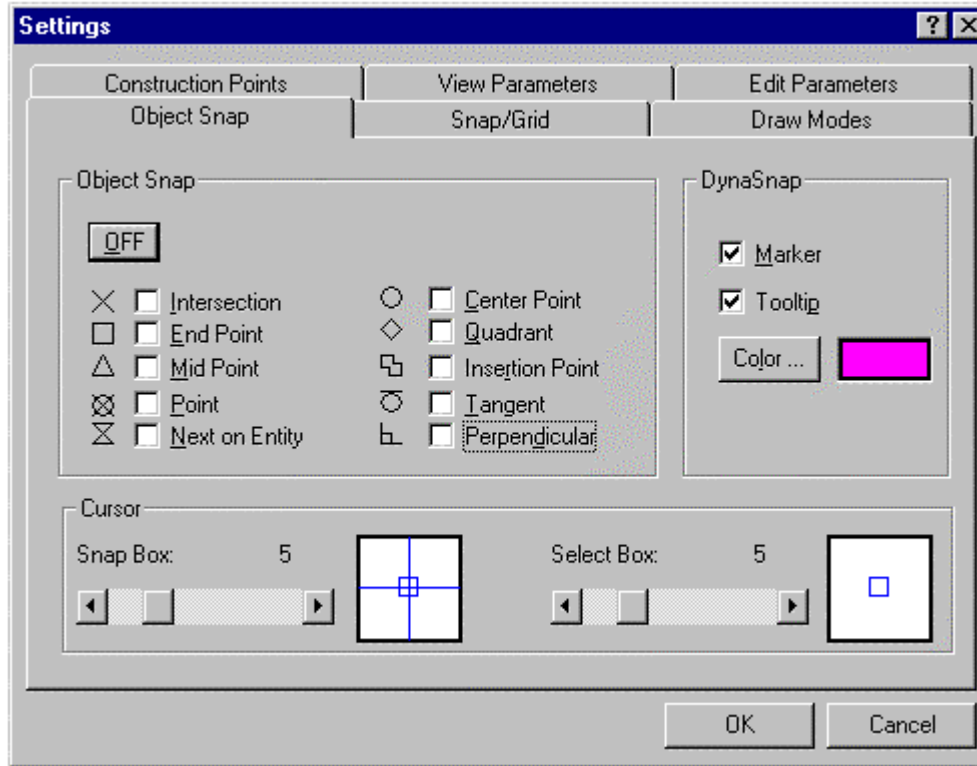 Settings
Construction Points View Parameters Edit Parameters
Object Snap Snap/Grid Draw Modes
Object Snap
OFF
Intersection
End Point
Mid Point
Point
Next on Entity
Center Point
Quadrant
Insertion Point
Tangent
Perpendicular
DynaSnap
Marker
Tooltip
Color ...
Cursor
Snap Box: 5
Select Box: 5
OK Cancel